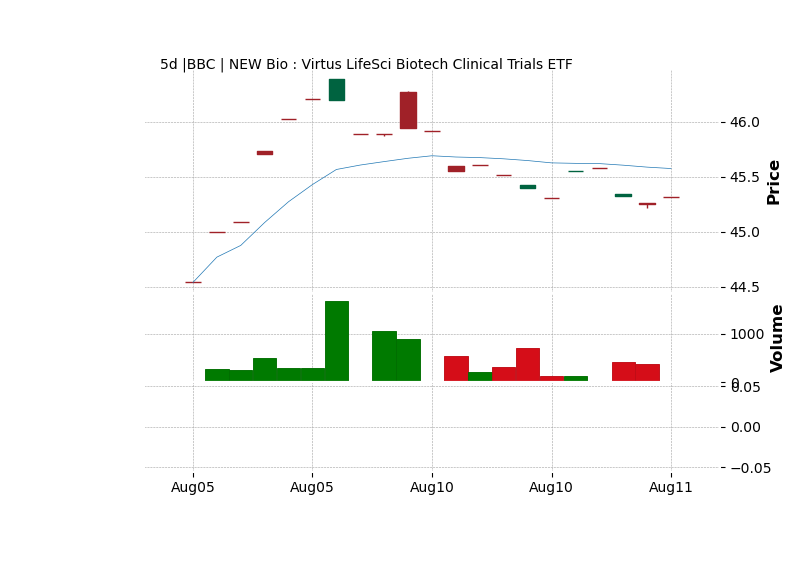 5d |BBC | NEW Bio : Virtus LifeSci Biotech Clinical Trials ETF
46.0
45.5
45.0
44.5
Price
1000
0
Volume
0.05
0.00
−0.05
Aug05 Aug05 Aug10 Aug10 Aug11